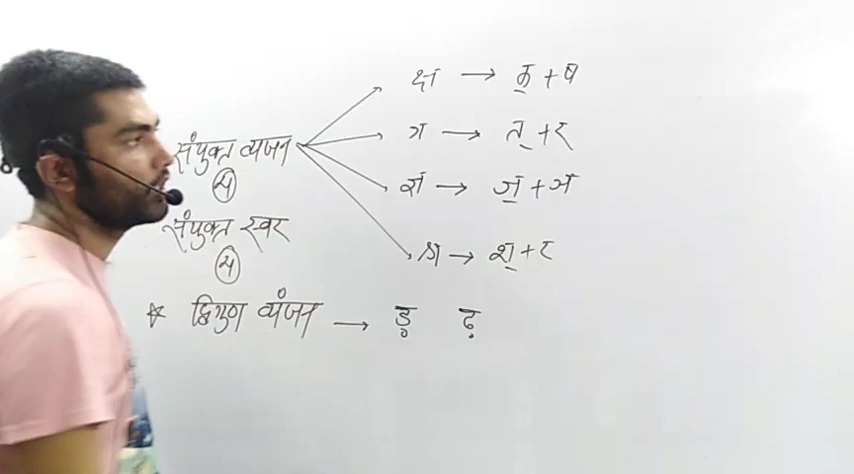 क्ष → क् + ष
संयुक्त व्यंजन त्र → त् + र
④ ज्ञ → ज् + ञ
संयुक्त स्वर
④ श्र → श् + र
* द्विगुण व्यंजन → ड़ ढ़